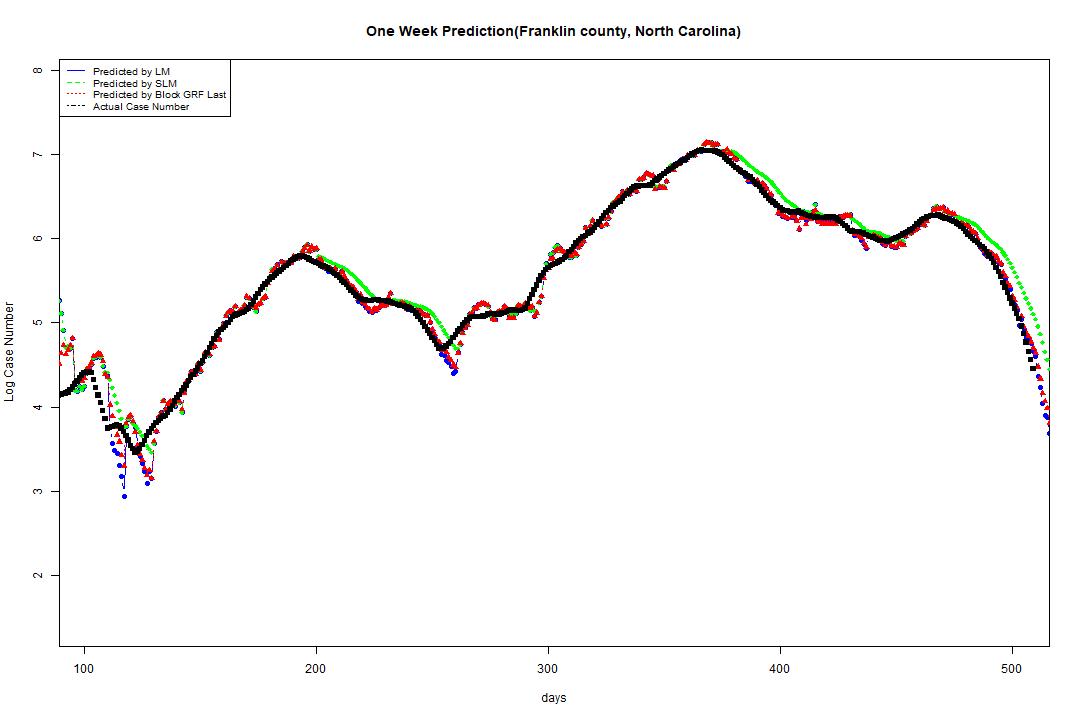 One Week Prediction(Franklin county, North Carolina)
Predicted by LM
Predicted by SLM
Predicted by Block GRF Last
Actual Case Number
8
7
6
5
4
3
2
Log Case Number
100 200 300 400 500
days